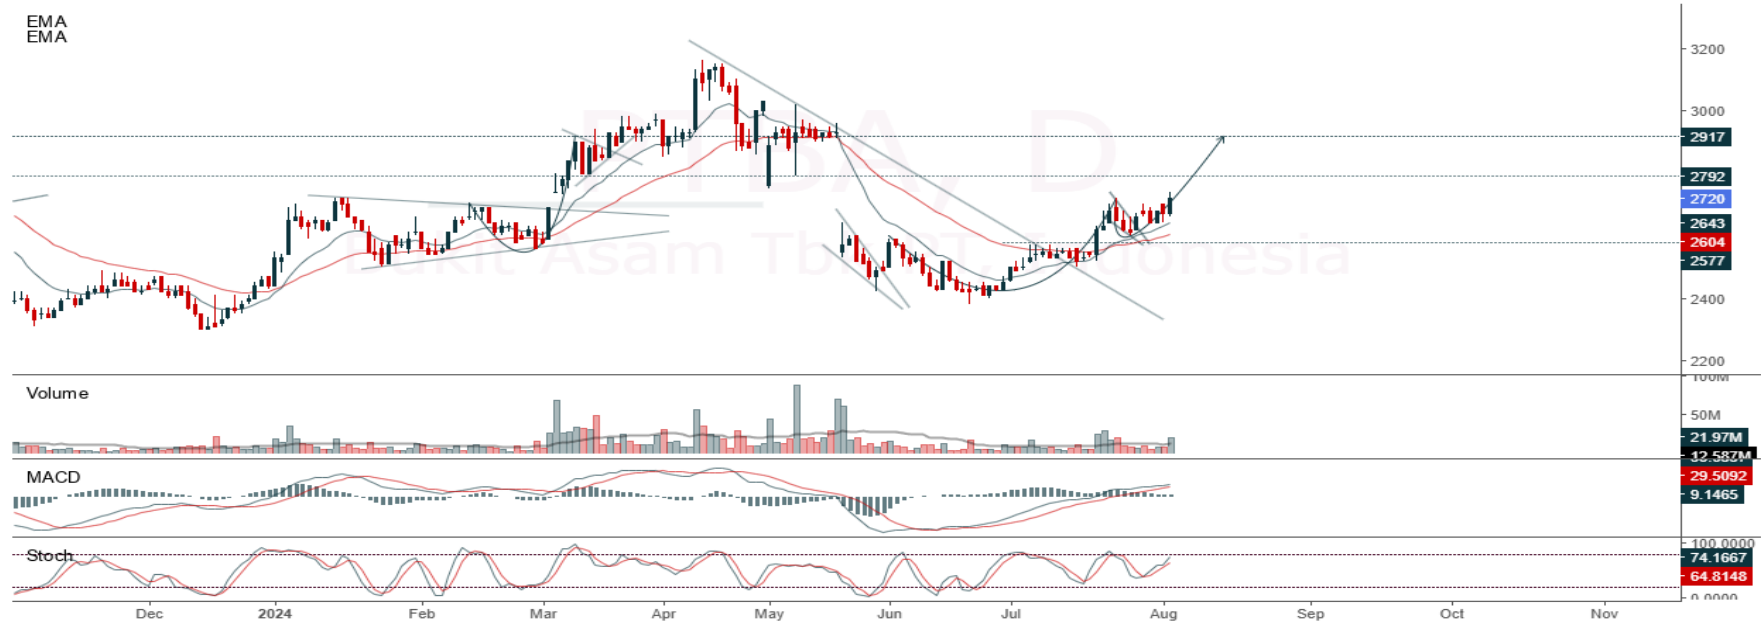 EMA
EMA
PTBA, D
Bukit Asam Tbk PT, Indonesia
3200
3000
2917
2792
2720
2643
2604
2577
2400
2200
Volume
100M
50M
21.97M
12.587M
MACD
29.5092
9.1465
Stoch
100.0000
74.1667
64.8148
0.0000
Dec 2024 Feb Mar Apr May Jun Jul Aug Sep Oct Nov